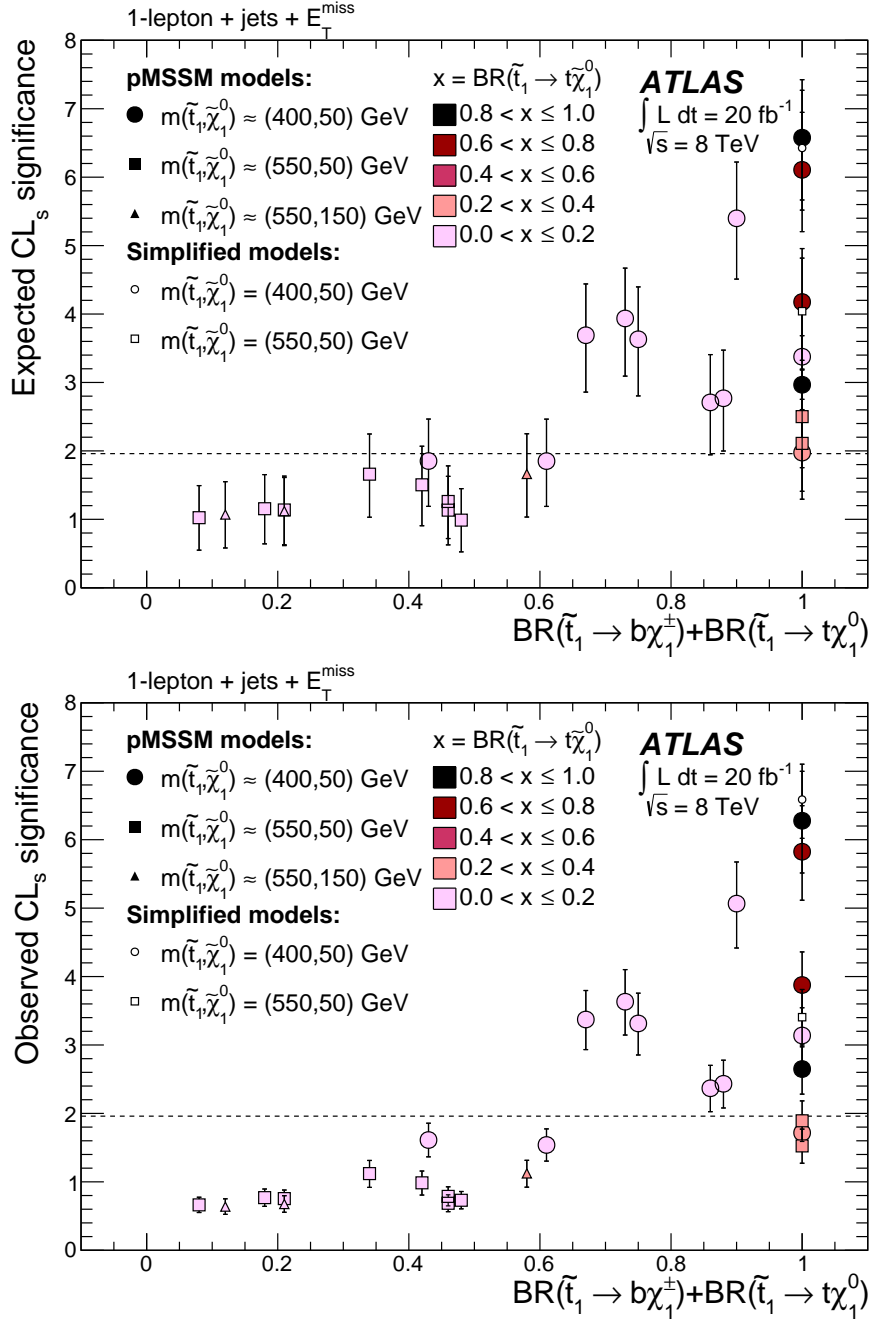 1-lepton + jets + E_T^miss
Expected CL_s significance
8
7
6
5
4
3
2
1
0
pMSSM models:
m(t̃_1,χ̃_1^0) ≈ (400,50) GeV
m(t̃_1,χ̃_1^0) ≈ (550,50) GeV
m(t̃_1,χ̃_1^0) ≈ (550,150) GeV
Simplified models:
m(t̃_1,χ̃_1^0) = (400,50) GeV
m(t̃_1,χ̃_1^0) = (550,50) GeV
x = BR(t̃_1 → tχ̃_1^0)
0.8 < x ≤ 1.0
0.6 < x ≤ 0.8
0.4 < x ≤ 0.6
0.2 < x ≤ 0.4
0.0 < x ≤ 0.2
ATLAS
∫ L dt = 20 fb⁻¹
√s = 8 TeV
0 0.2 0.4 0.6 0.8 1
BR(t̃_1 → bχ_1^±)+BR(t̃_1 → tχ_1^0)
1-lepton + jets + E_T^miss
Observed CL_s significance
8
7
6
5
4
3
2
1
0
pMSSM models:
m(t̃_1,χ̃_1^0) ≈ (400,50) GeV
m(t̃_1,χ̃_1^0) ≈ (550,50) GeV
m(t̃_1,χ̃_1^0) ≈ (550,150) GeV
Simplified models:
m(t̃_1,χ̃_1^0) = (400,50) GeV
m(t̃_1,χ̃_1^0) = (550,50) GeV
x = BR(t̃_1 → tχ̃_1^0)
0.8 < x ≤ 1.0
0.6 < x ≤ 0.8
0.4 < x ≤ 0.6
0.2 < x ≤ 0.4
0.0 < x ≤ 0.2
ATLAS
∫ L dt = 20 fb⁻¹
√s = 8 TeV
0 0.2 0.4 0.6 0.8 1
BR(t̃_1 → bχ_1^±)+BR(t̃_1 → tχ_1^0)